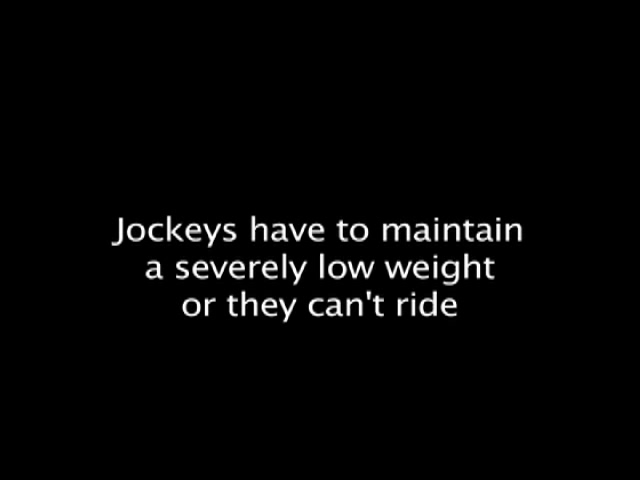 Jockeys have to maintain
a severely low weight
or they can't ride